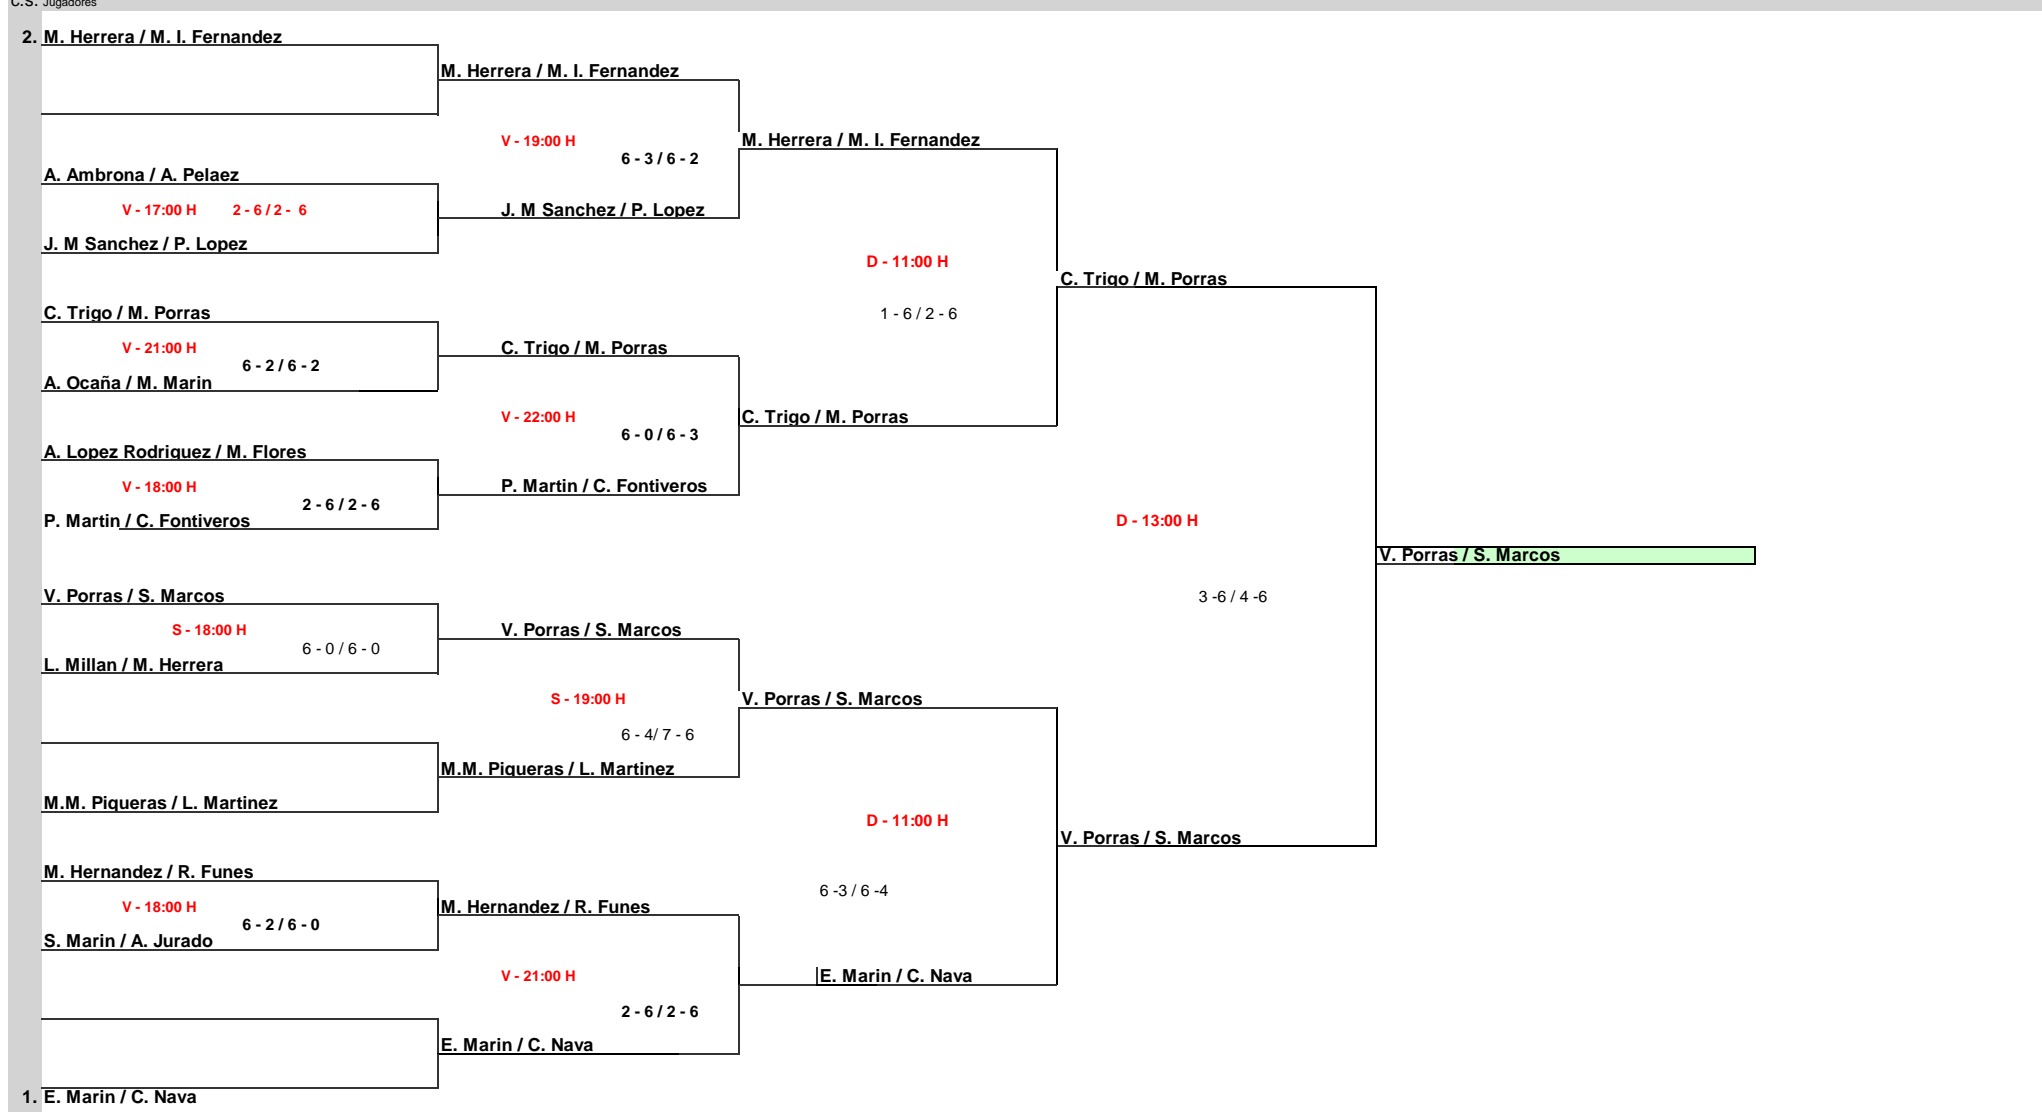 C.S. Jugadores
2. M. Herrera / M. I. Fernandez
M. Herrera / M. I. Fernandez
V - 19:00 H
M. Herrera / M. I. Fernandez
6 - 3 / 6 - 2
A. Ambrona / A. Pelaez
V - 17:00 H 2 - 6 / 2 - 6
J. M Sanchez / P. Lopez
J. M Sanchez / P. Lopez
D - 11:00 H
C. Trigo / M. Porras
C. Trigo / M. Porras
1 - 6 / 2 - 6
V - 21:00 H
C. Trigo / M. Porras
6 - 2 / 6 - 2
A. Ocaña / M. Marin
V - 22:00 H
C. Trigo / M. Porras
6 - 0 / 6 - 3
A. Lopez Rodriguez / M. Flores
V - 18:00 H
P. Martin / C. Fontiveros
2 - 6 / 2 - 6
P. Martin / C. Fontiveros
D - 13:00 H
V. Porras / S. Marcos
V. Porras / S. Marcos
3 -6 / 4 -6
S - 18:00 H
V. Porras / S. Marcos
6 - 0 / 6 - 0
L. Millan / M. Herrera
S - 19:00 H
V. Porras / S. Marcos
6 - 4/ 7 - 6
M.M. Piqueras / L. Martinez
M.M. Piqueras / L. Martinez
D - 11:00 H
V. Porras / S. Marcos
M. Hernandez / R. Funes
6 -3 / 6 -4
V - 18:00 H
M. Hernandez / R. Funes
6 - 2 / 6 - 0
S. Marin / A. Jurado
V - 21:00 H
E. Marin / C. Nava
2 - 6 / 2 - 6
E. Marin / C. Nava
1. E. Marin / C. Nava